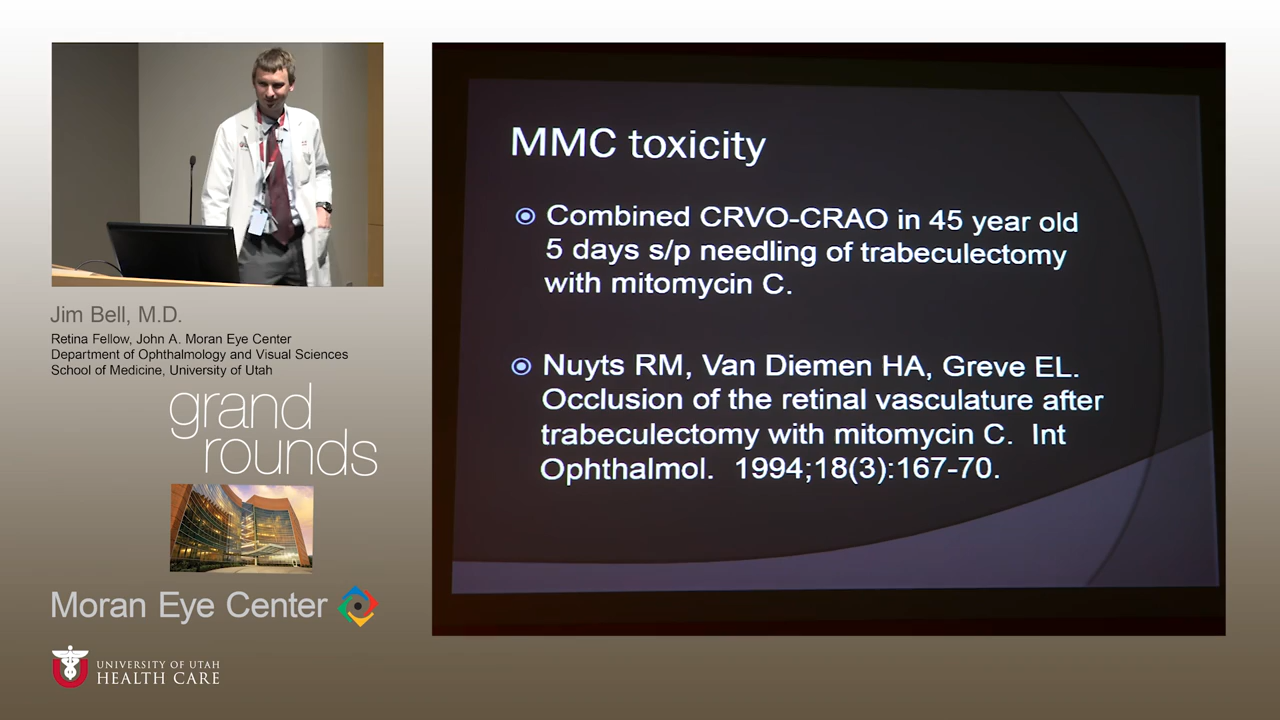 Jim Bell, M.D.
Retina Fellow, John A. Moran Eye Center
Department of Ophthalmology and Visual Sciences
School of Medicine, University of Utah
grand
rounds
Moran Eye Center
UNIVERSITY OF UTAH
HEALTH CARE
MMC toxicity
Combined CRVO-CRAO in 45 year old
5 days s/p needling of trabeculectomy
with mitomycin C.
Nuyts RM, Van Diemen HA, Greve EL.
Occlusion of the retinal vasculature after
trabeculectomy with mitomycin C. Int
Ophthalmol. 1994;18(3):167-70.